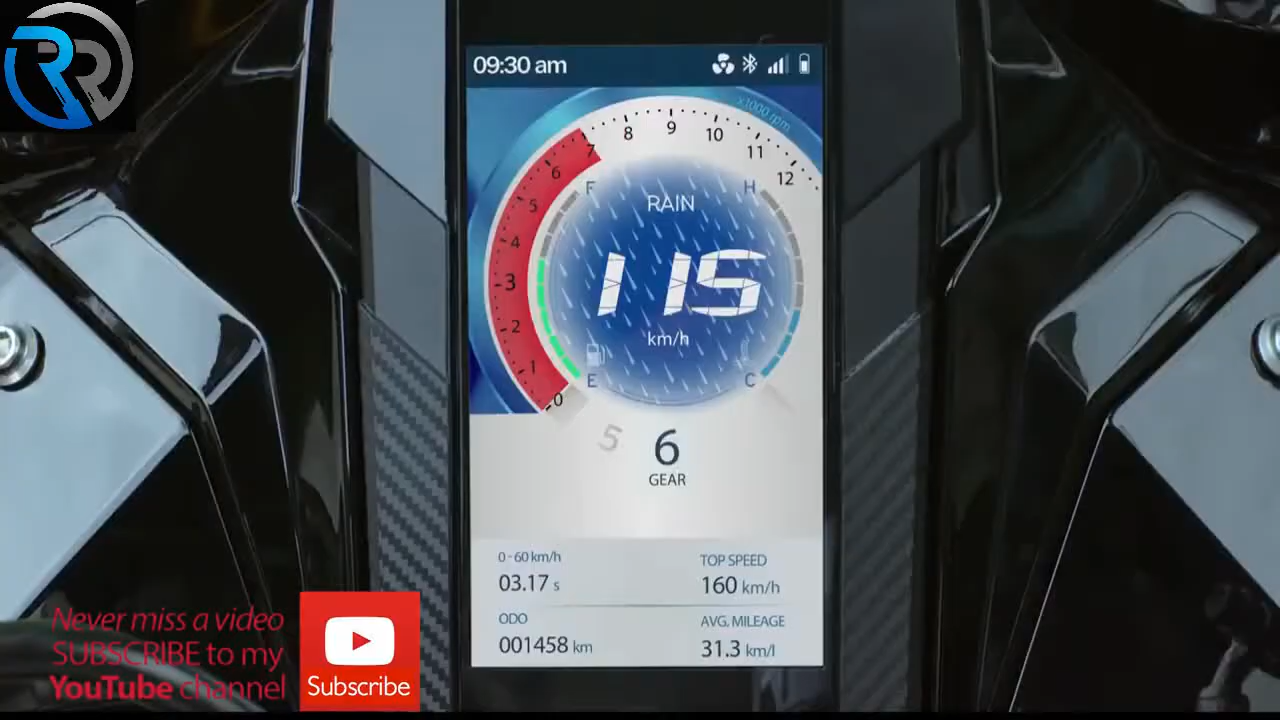 RR
09:30 am
x1000 rpm
0 1 2 3 4 5 6 7 8 9 10 11 12
F
H
RAIN
115
km/h
E
C
5
6
GEAR
0-60 km/h
TOP SPEED
03.17 s
160 km/h
ODO
AVG. MILEAGE
001458 km
31.3 km/l
Never miss a video
SUBSCRIBE to my
YouTube channel
Subscribe